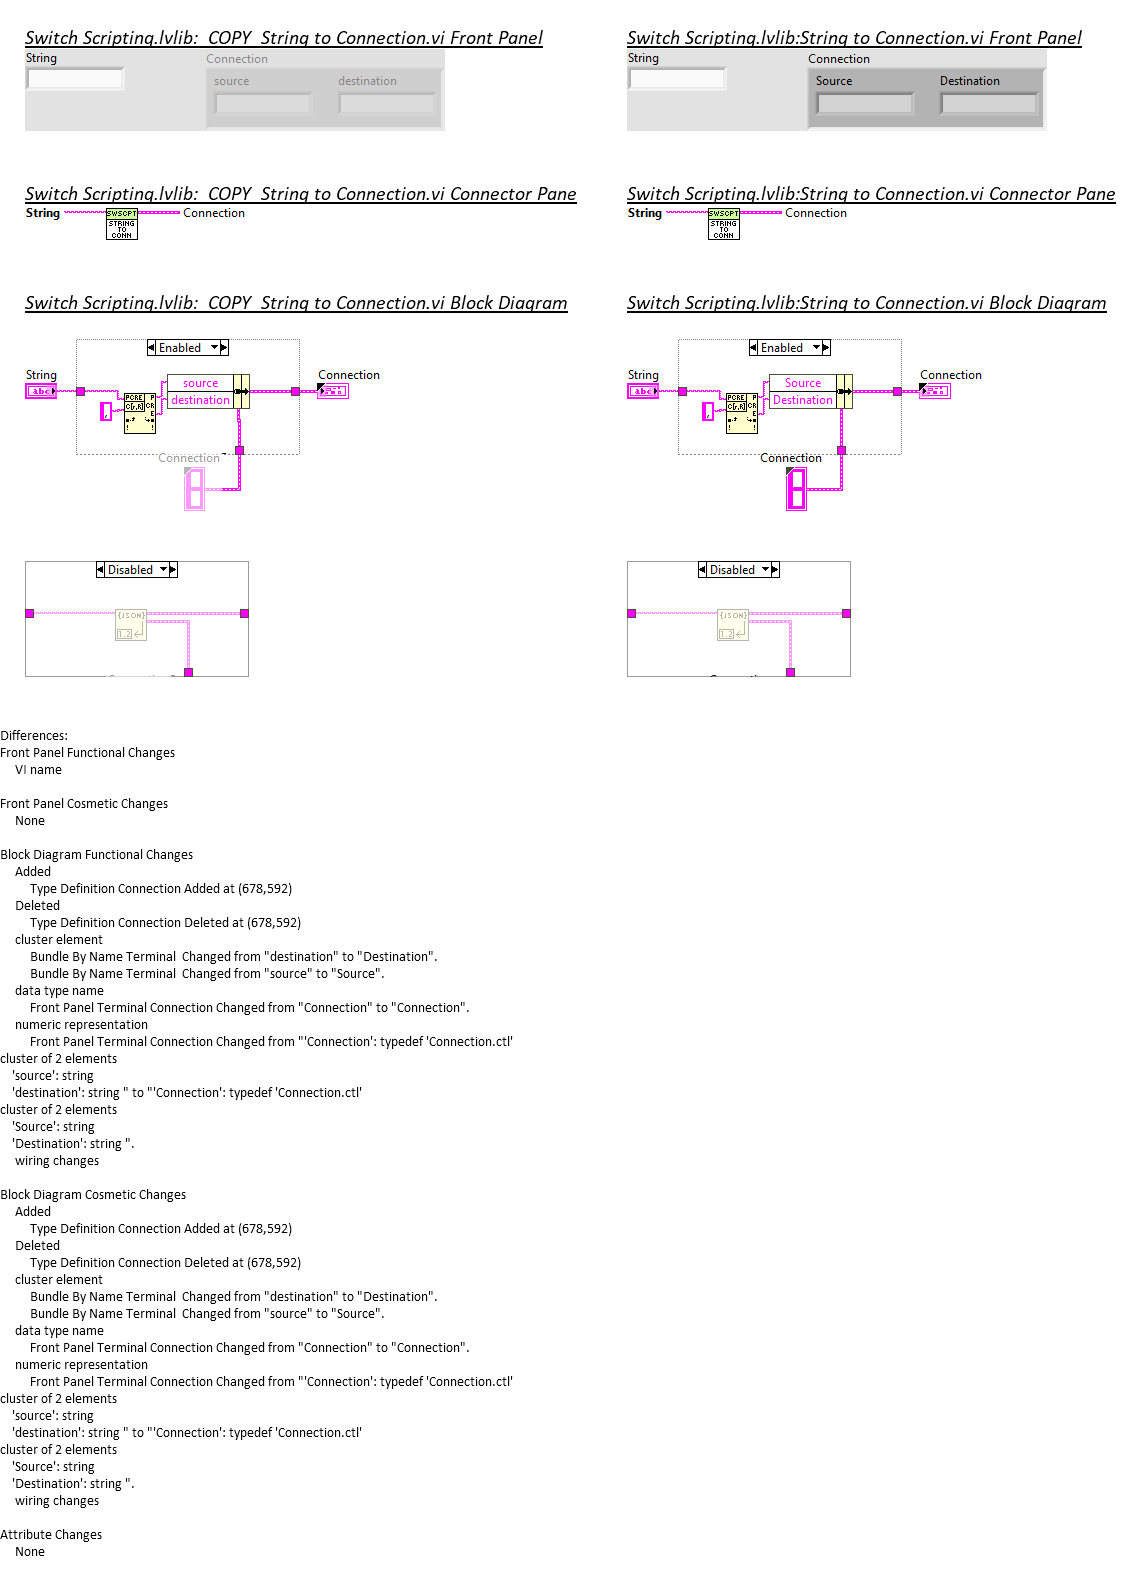 Switch Scripting.lvlib:  COPY  String to Connection.vi Front Panel
String
Connection
source
destination
Switch Scripting.lvlib:String to Connection.vi Front Panel
String
Connection
Source
Destination
Switch Scripting.lvlib:  COPY  String to Connection.vi Connector Pane
String
SWSCPT
STRING
TO
CONN
Connection
Switch Scripting.lvlib:String to Connection.vi Connector Pane
String
SWSCPT
STRING
TO
CONN
Connection
Switch Scripting.lvlib:  COPY  String to Connection.vi Block Diagram
Enabled
String
abc
source
destination
PCRE
Connection
Connection
Disabled
{JSON}
1.2
Switch Scripting.lvlib:String to Connection.vi Block Diagram
Enabled
String
abc
Source
Destination
PCRE
Connection
Connection
Disabled
{JSON}
1.2
Differences:
Front Panel Functional Changes
VI name
Front Panel Cosmetic Changes
None
Block Diagram Functional Changes
Added
Type Definition Connection Added at (678,592)
Deleted
Type Definition Connection Deleted at (678,592)
cluster element
Bundle By Name Terminal  Changed from "destination" to "Destination".
Bundle By Name Terminal  Changed from "source" to "Source".
data type name
Front Panel Terminal Connection Changed from "Connection" to "Connection".
numeric representation
Front Panel Terminal Connection Changed from "'Connection': typedef 'Connection.ctl'
cluster of 2 elements
'source': string
'destination': string " to "'Connection': typedef 'Connection.ctl'
cluster of 2 elements
'Source': string
'Destination': string ".
wiring changes
Block Diagram Cosmetic Changes
Added
Type Definition Connection Added at (678,592)
Deleted
Type Definition Connection Deleted at (678,592)
cluster element
Bundle By Name Terminal  Changed from "destination" to "Destination".
Bundle By Name Terminal  Changed from "source" to "Source".
data type name
Front Panel Terminal Connection Changed from "Connection" to "Connection".
numeric representation
Front Panel Terminal Connection Changed from "'Connection': typedef 'Connection.ctl'
cluster of 2 elements
'source': string
'destination': string " to "'Connection': typedef 'Connection.ctl'
cluster of 2 elements
'Source': string
'Destination': string ".
wiring changes
Attribute Changes
None